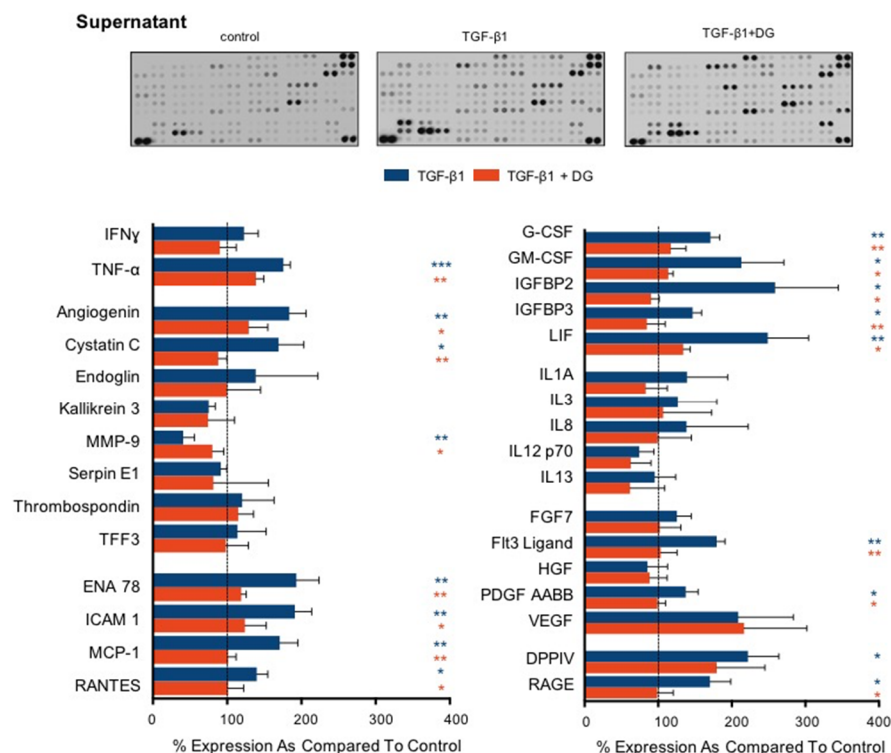 Supernatant
control
TGF-β1
TGF-β1+DG
TGF-β1
TGF-β1 + DG
IFNɣ
TNF-α
***
**
Angiogenin
**
*
Cystatin C
*
**
Endoglin
Kallikrein 3
MMP-9
**
*
Serpin E1
Thrombospondin
TFF3
ENA 78
**
**
ICAM 1
**
*
MCP-1
**
**
RANTES
*
*
0
100
200
300
400
% Expression As Compared To Control
G-CSF
**
**
GM-CSF
*
*
IGFBP2
*
*
IGFBP3
*
**
LIF
**
*
IL1A
IL3
IL8
IL12 p70
IL13
FGF7
Flt3 Ligand
**
**
HGF
PDGF AABB
*
*
VEGF
DPPIV
*
RAGE
*
*
0
100
200
300
400
% Expression As Compared To Control